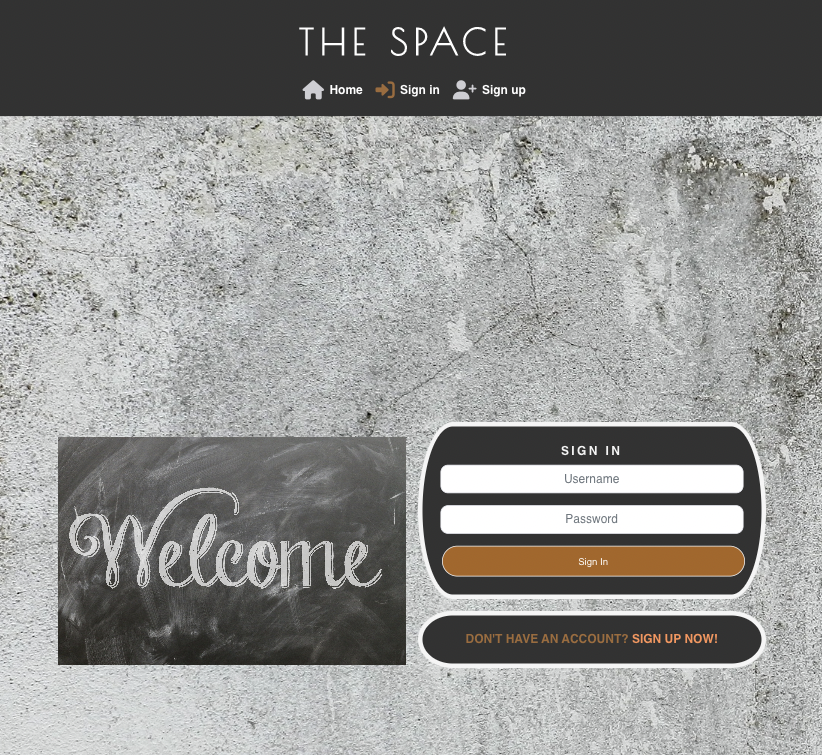 THE SPACE
Home Sign in Sign up
Welcome
SIGN IN
Username
Password
Sign In
DON'T HAVE AN ACCOUNT? SIGN UP NOW!